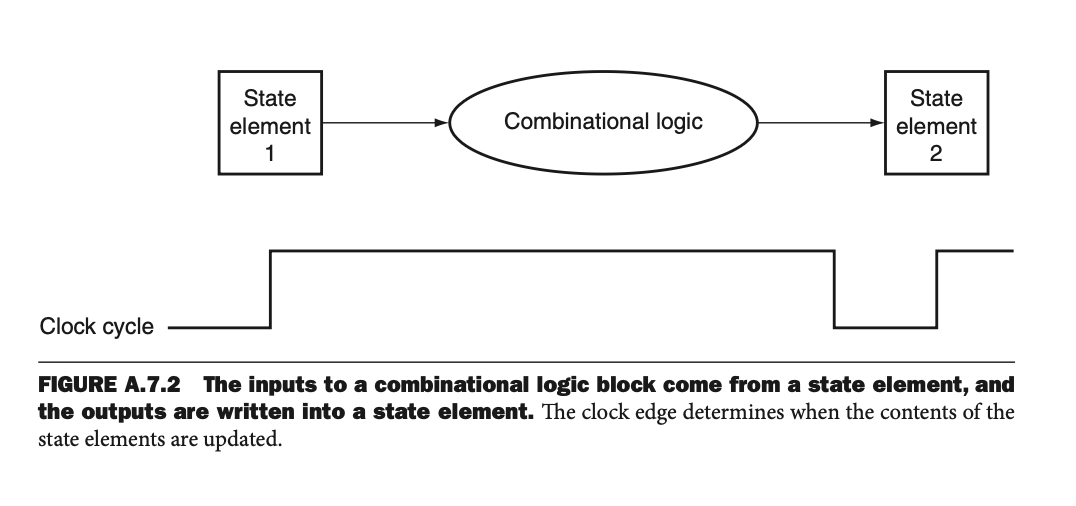 State
element
1
Combinational logic
State
element
2
Clock cycle
FIGURE A.7.2 The inputs to a combinational logic block come from a state element, and
the outputs are written into a state element. The clock edge determines when the contents of the
state elements are updated.